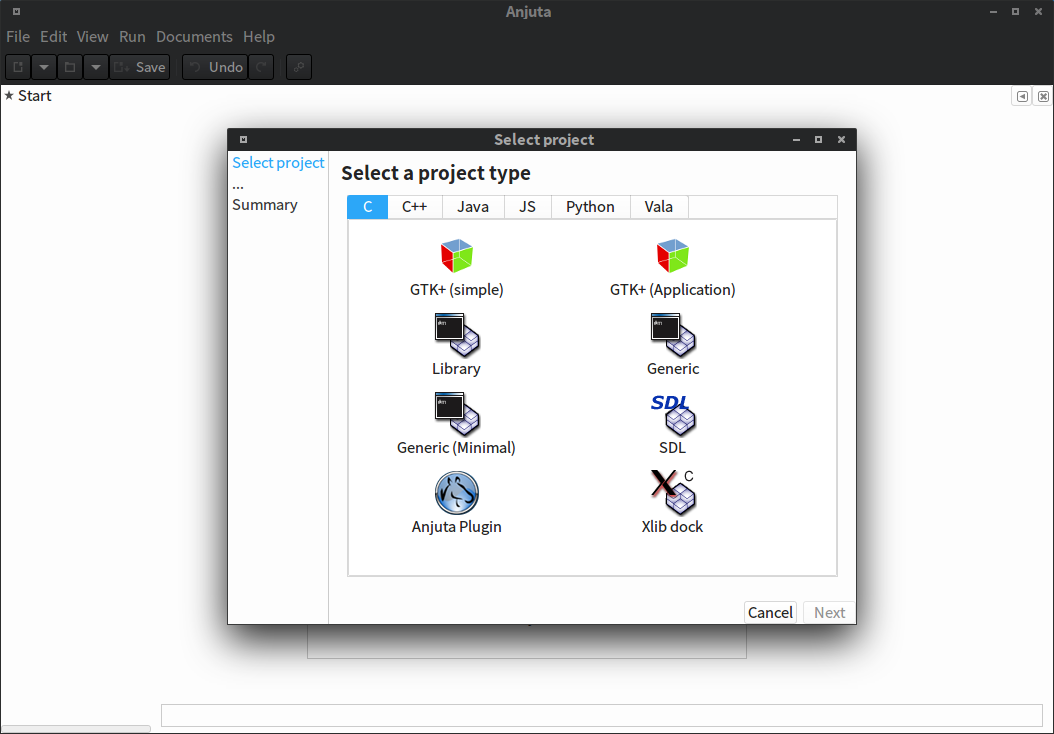 Anjuta
File Edit View Run Documents Help
Save Undo
Start
Select project
Select project
...
Summary
Select a project type
C C++ Java JS Python Vala
GTK+ (simple) GTK+ (Application)
Library Generic
Generic (Minimal) SDL
SDL
C
Anjuta Plugin Xlib dock
Cancel Next